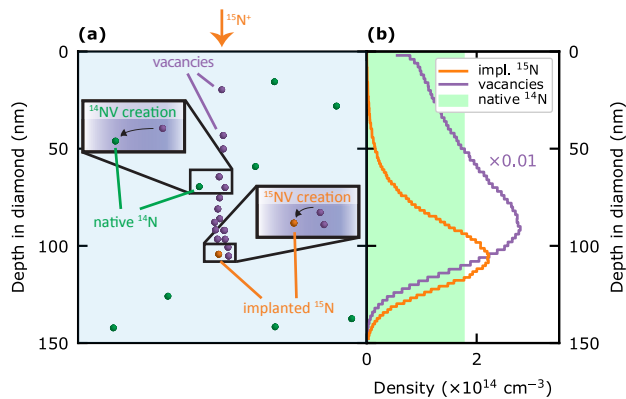 (a)
¹⁵N⁺
(b)
0
50
100
150
Depth in diamond (nm)
vacancies
¹⁴NV creation
native ¹⁴N
¹⁵NV creation
implanted ¹⁵N
impl. ¹⁵N
vacancies
native ¹⁴N
×0.01
0
50
100
150
Depth in diamond (nm)
0
2
Density (×10¹⁴ cm⁻³)